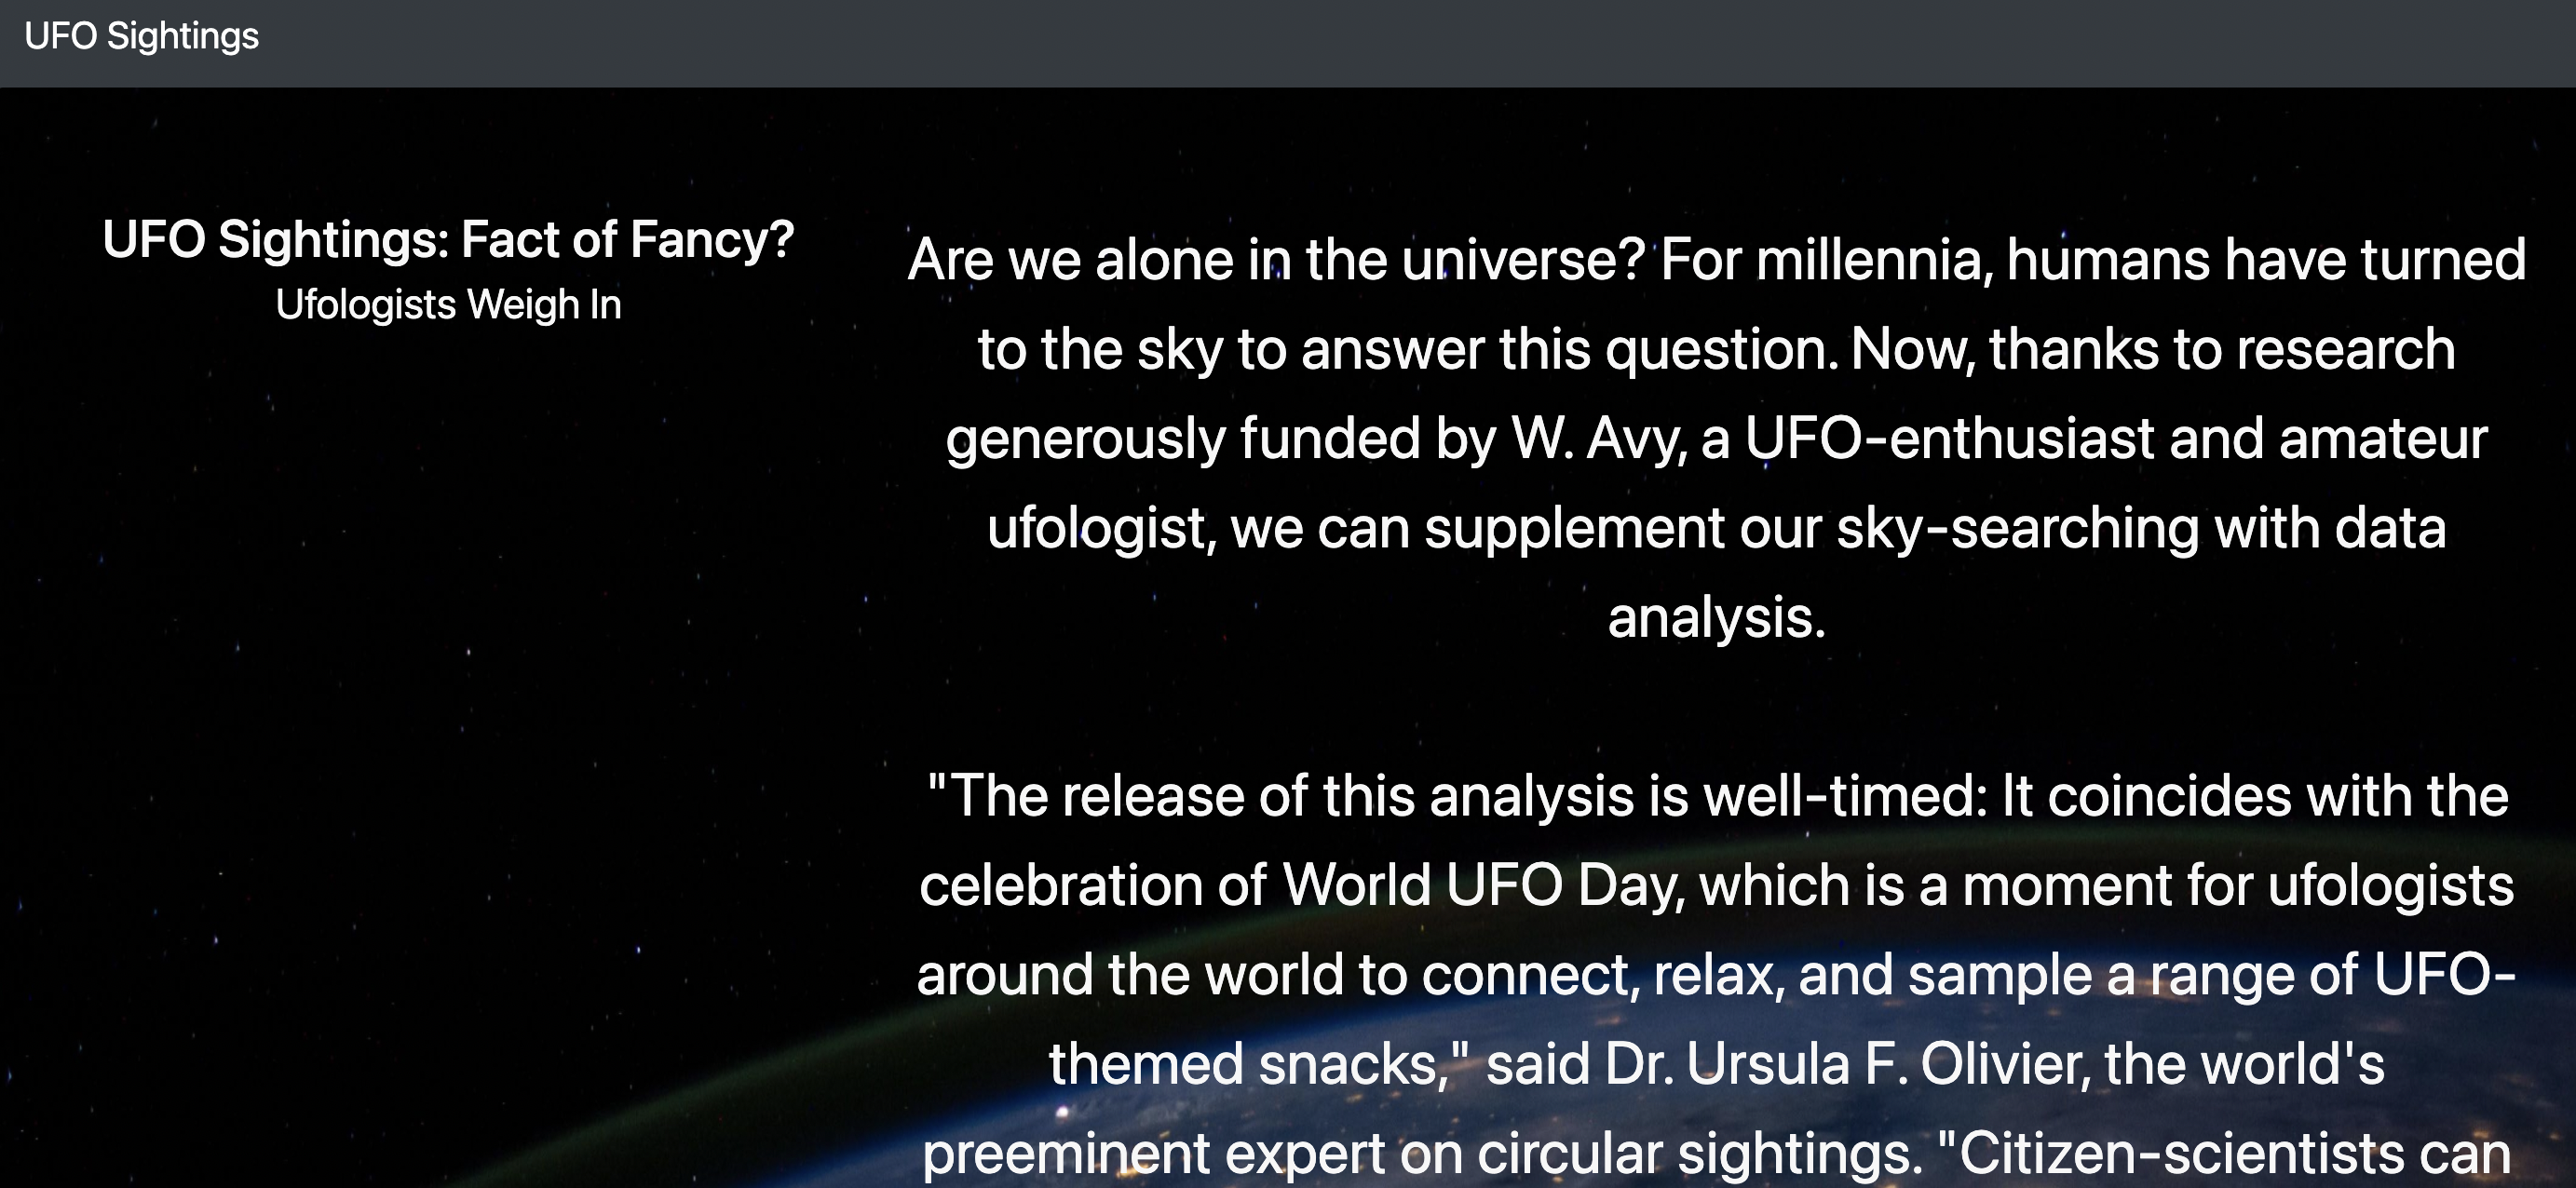 UFO Sightings
UFO Sightings: Fact of Fancy?
Ufologists Weigh In
Are we alone in the universe? For millennia, humans have turned
to the sky to answer this question. Now, thanks to research
generously funded by W. Avy, a UFO-enthusiast and amateur
ufologist, we can supplement our sky-searching with data
analysis.
"The release of this analysis is well-timed: It coincides with the
celebration of World UFO Day, which is a moment for ufologists
around the world to connect, relax, and sample a range of UFO-
themed snacks," said Dr. Ursula F. Olivier, the world's
preeminent expert on circular sightings. "Citizen-scientists can